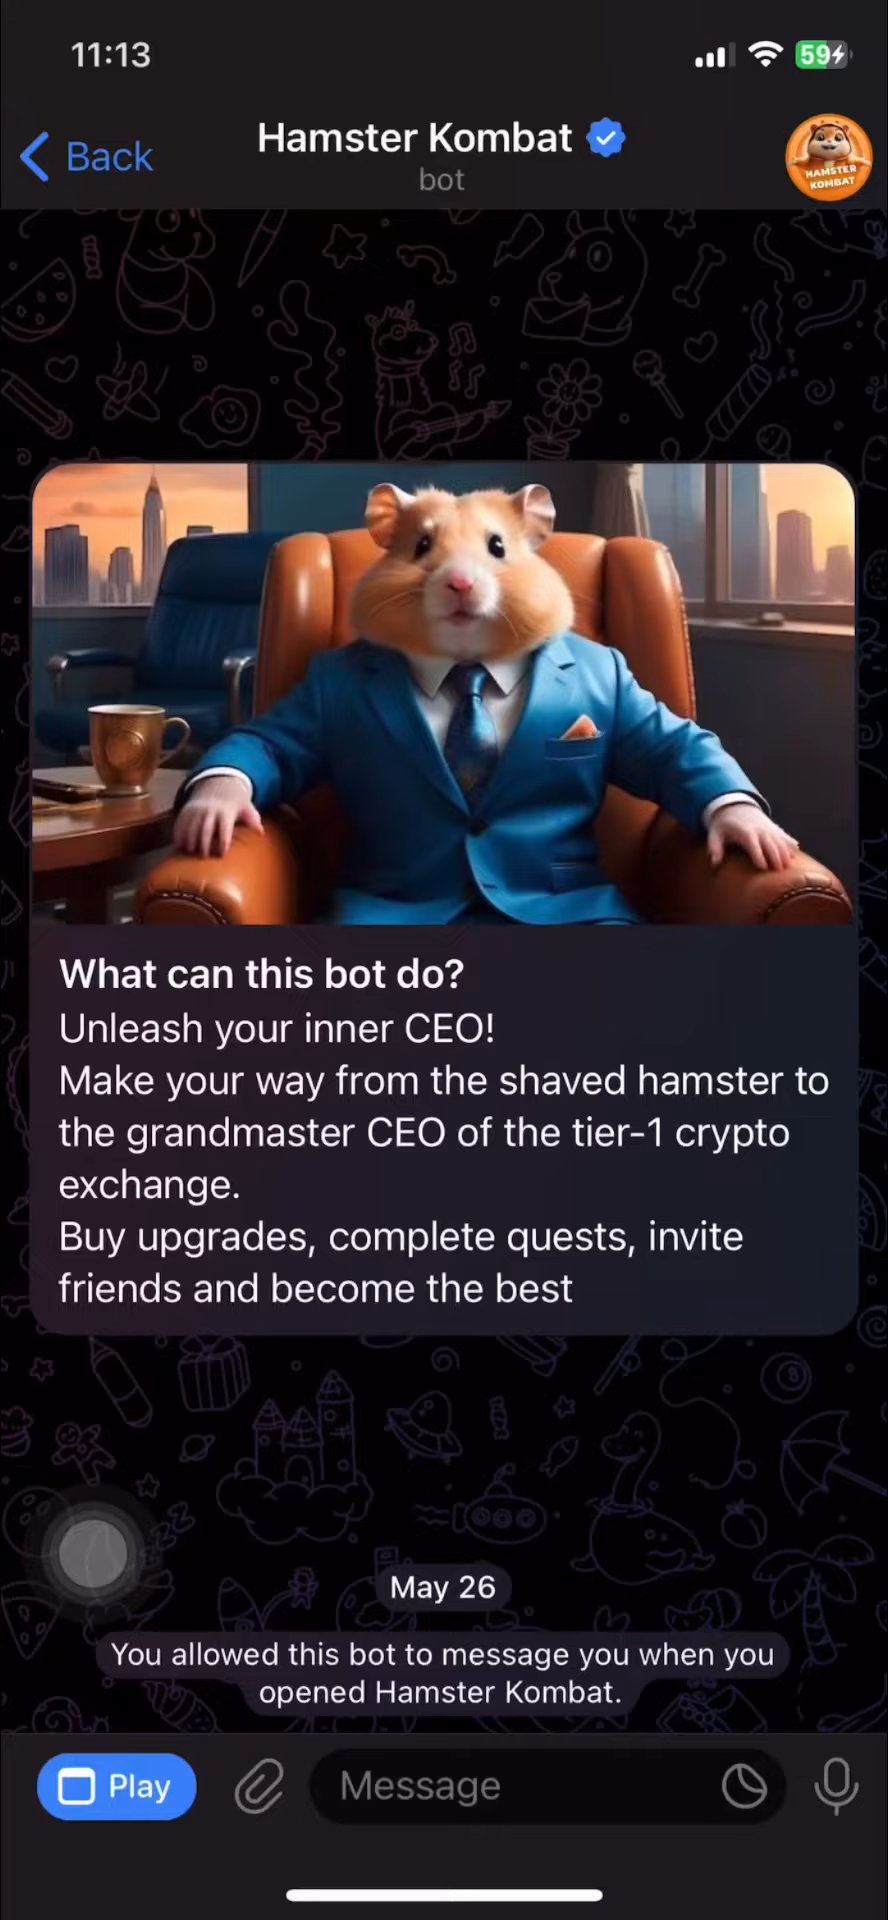 11:13
59
Back
Hamster Kombat
bot
HAMSTER
KOMBAT
What can this bot do?
Unleash your inner CEO!
Make your way from the shaved hamster to
the grandmaster CEO of the tier-1 crypto
exchange.
Buy upgrades, complete quests, invite
friends and become the best
May 26
You allowed this bot to message you when you
opened Hamster Kombat.
Play
Message